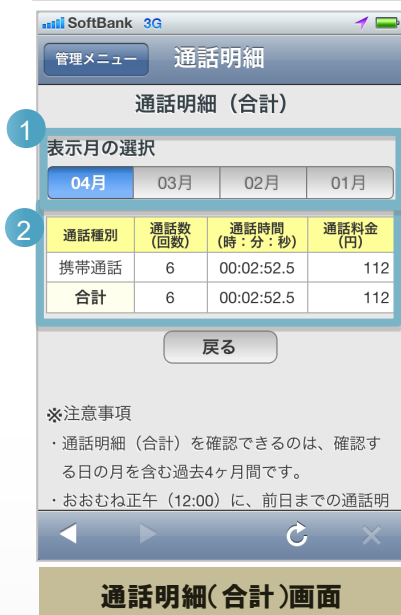 SoftBank 3G
管理メニュー 通話明細
通話明細（合計）
1
表示月の選択
04月 03月 02月 01月
2
通話種別 通話数(回数) 通話時間(時：分：秒) 通話料金(円)
携帯通話 6 00:02:52.5 112
合計 6 00:02:52.5 112
戻る
※注意事項
・通話明細（合計）を確認できるのは、確認す
る日の月を含む過去4ヶ月間です。
・おおむね正午（12:00）に、前日までの通話明
通話明細(合計)画面